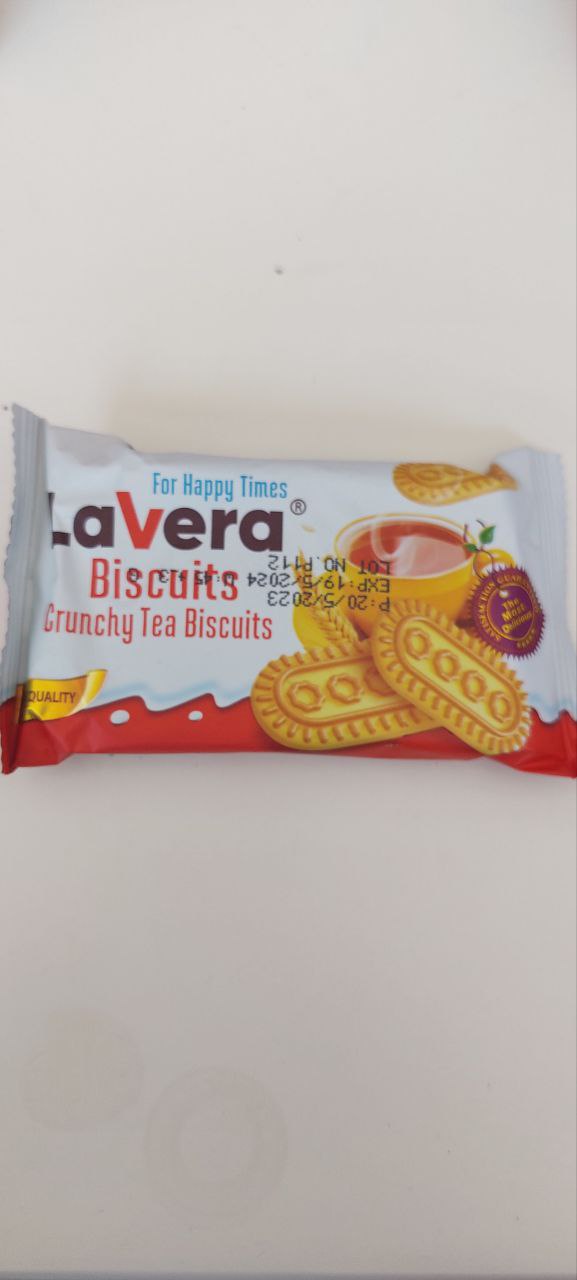 For Happy Times
LaVera®
Biscuits
Crunchy Tea Biscuits
QUALITY
SATISFACTION
The
Most
Delicious
P:20/5/2023
EXP:19/5/2024
LOT NO.P112